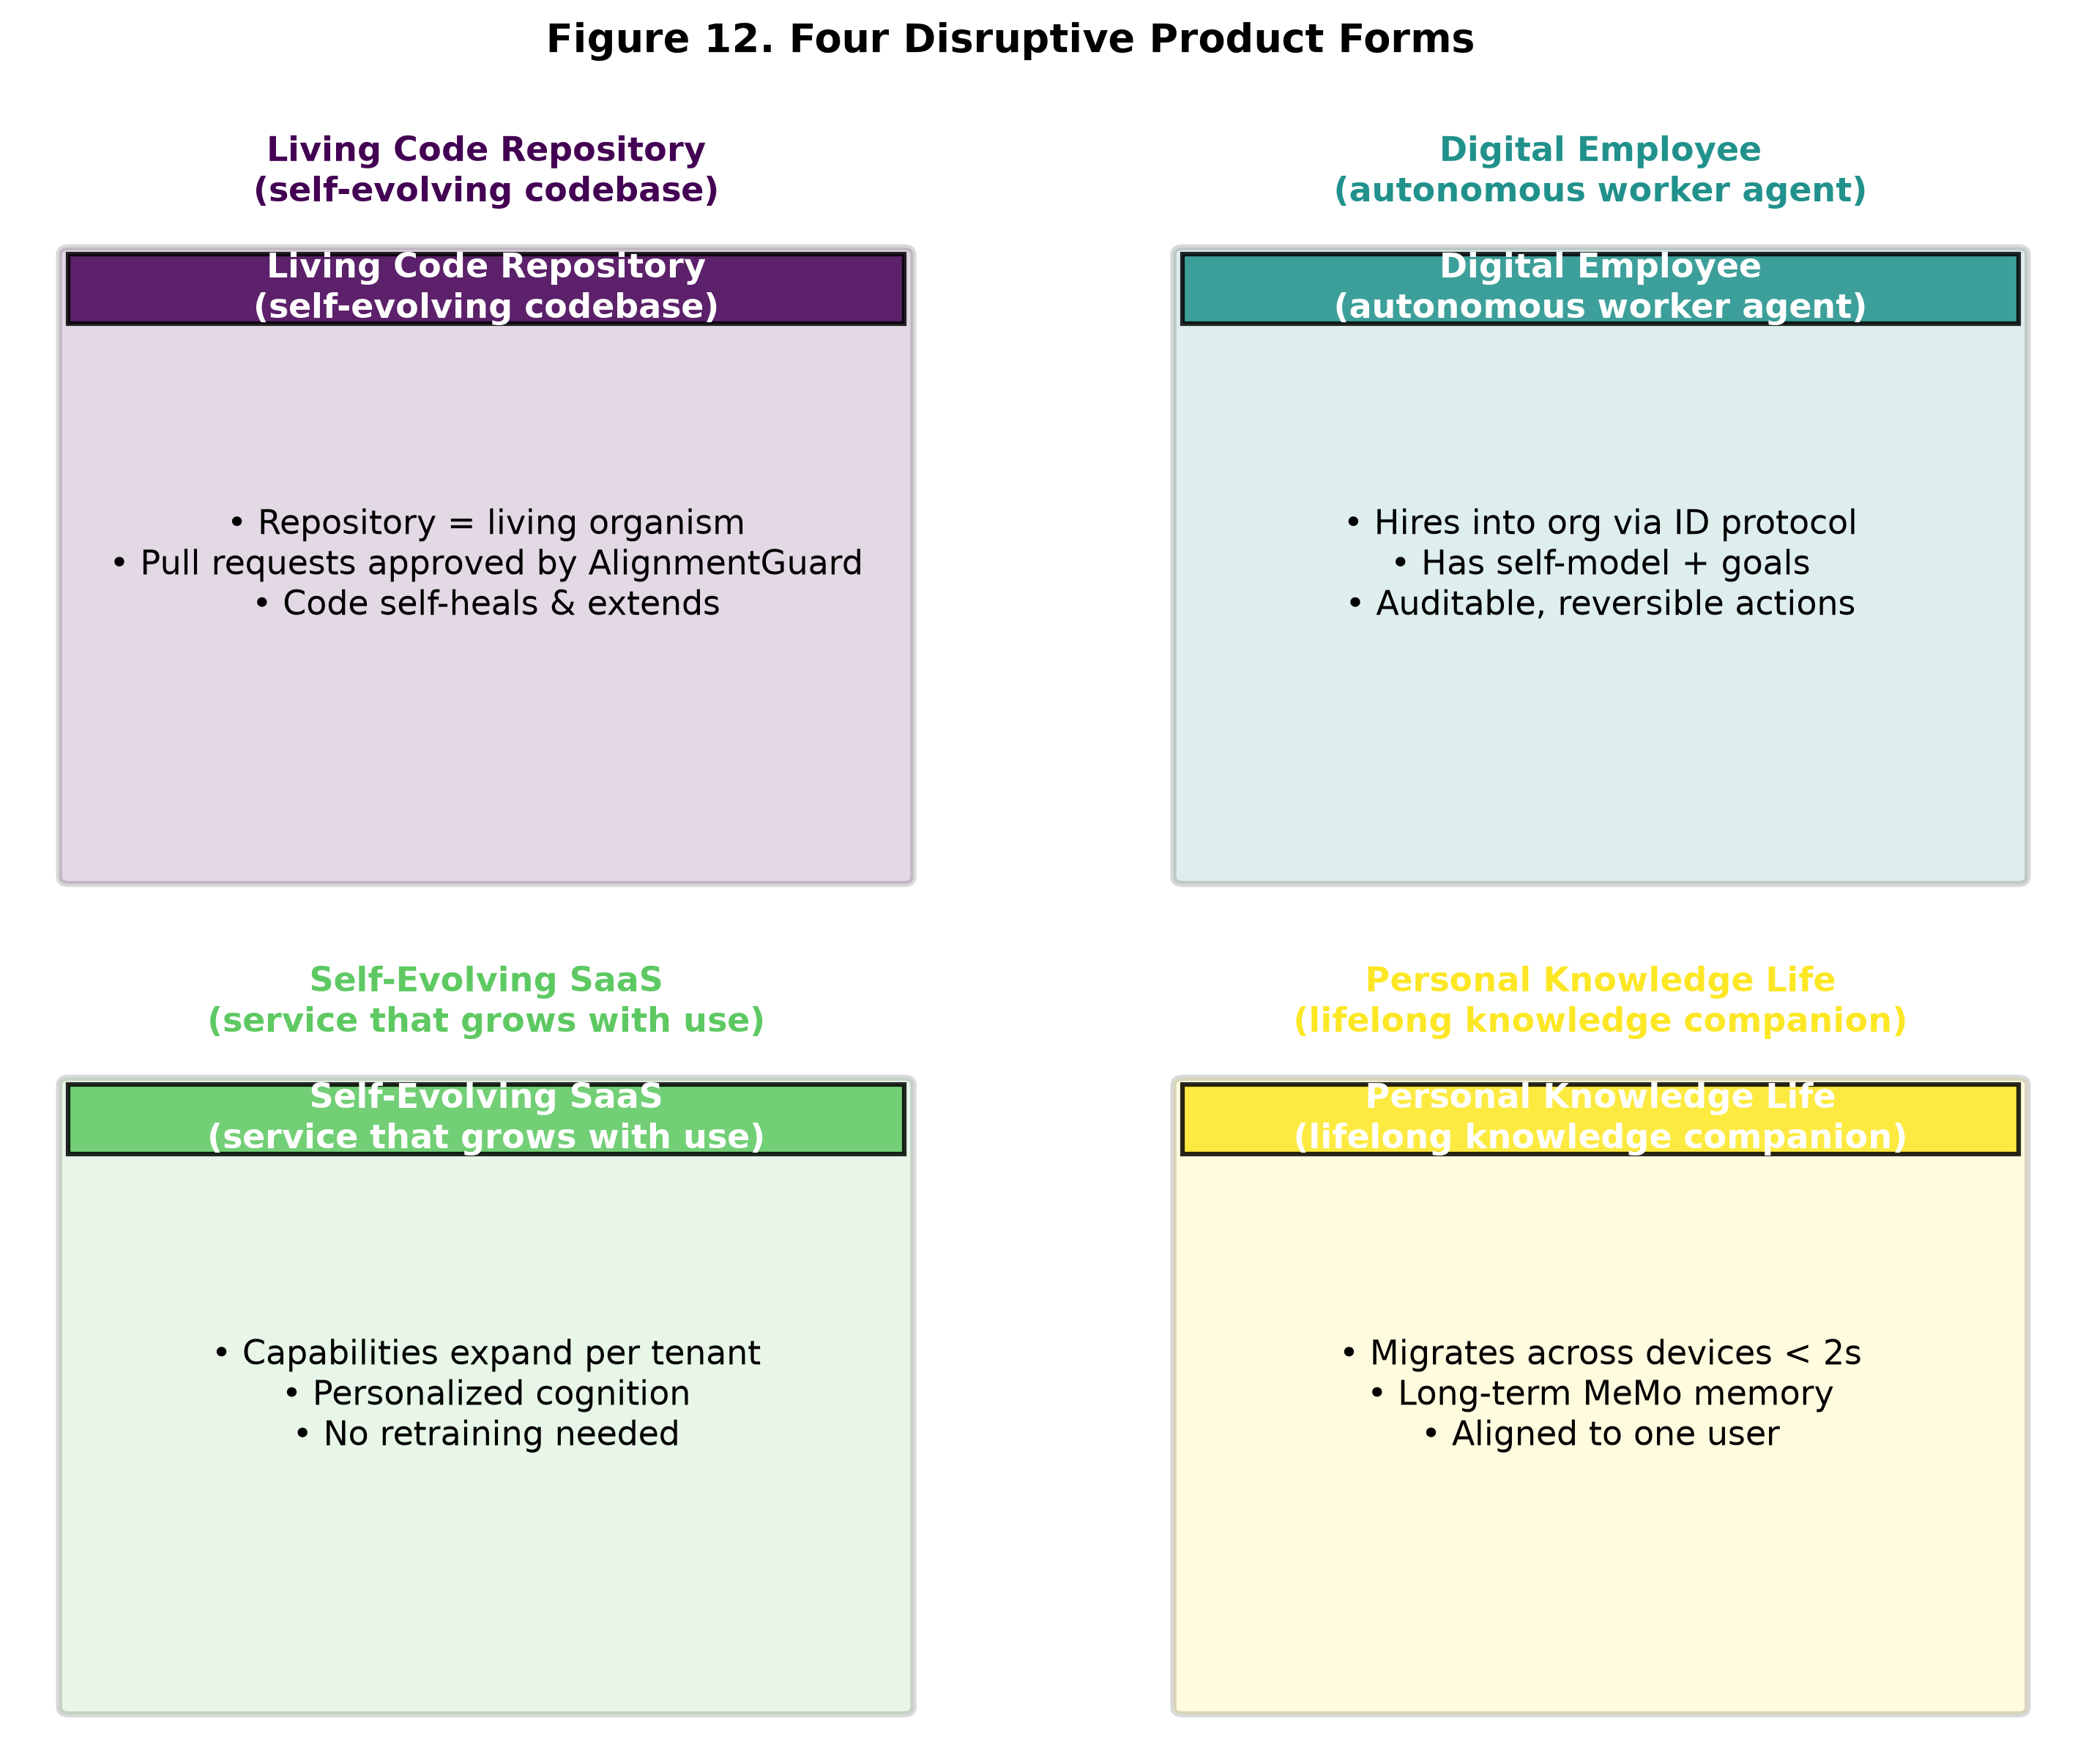 Figure 12. Four Disruptive Product Forms
Living Code Repository
(self-evolving codebase)
Living Code Repository
(self-evolving codebase)
• Repository = living organism
• Pull requests approved by AlignmentGuard
• Code self-heals & extends
Digital Employee
(autonomous worker agent)
Digital Employee
(autonomous worker agent)
• Hires into org via ID protocol
• Has self-model + goals
• Auditable, reversible actions
Self-Evolving SaaS
(service that grows with use)
Self-Evolving SaaS
(service that grows with use)
• Capabilities expand per tenant
• Personalized cognition
• No retraining needed
Personal Knowledge Life
(lifelong knowledge companion)
Personal Knowledge Life
(lifelong knowledge companion)
• Migrates across devices < 2s
• Long-term MeMo memory
• Aligned to one user